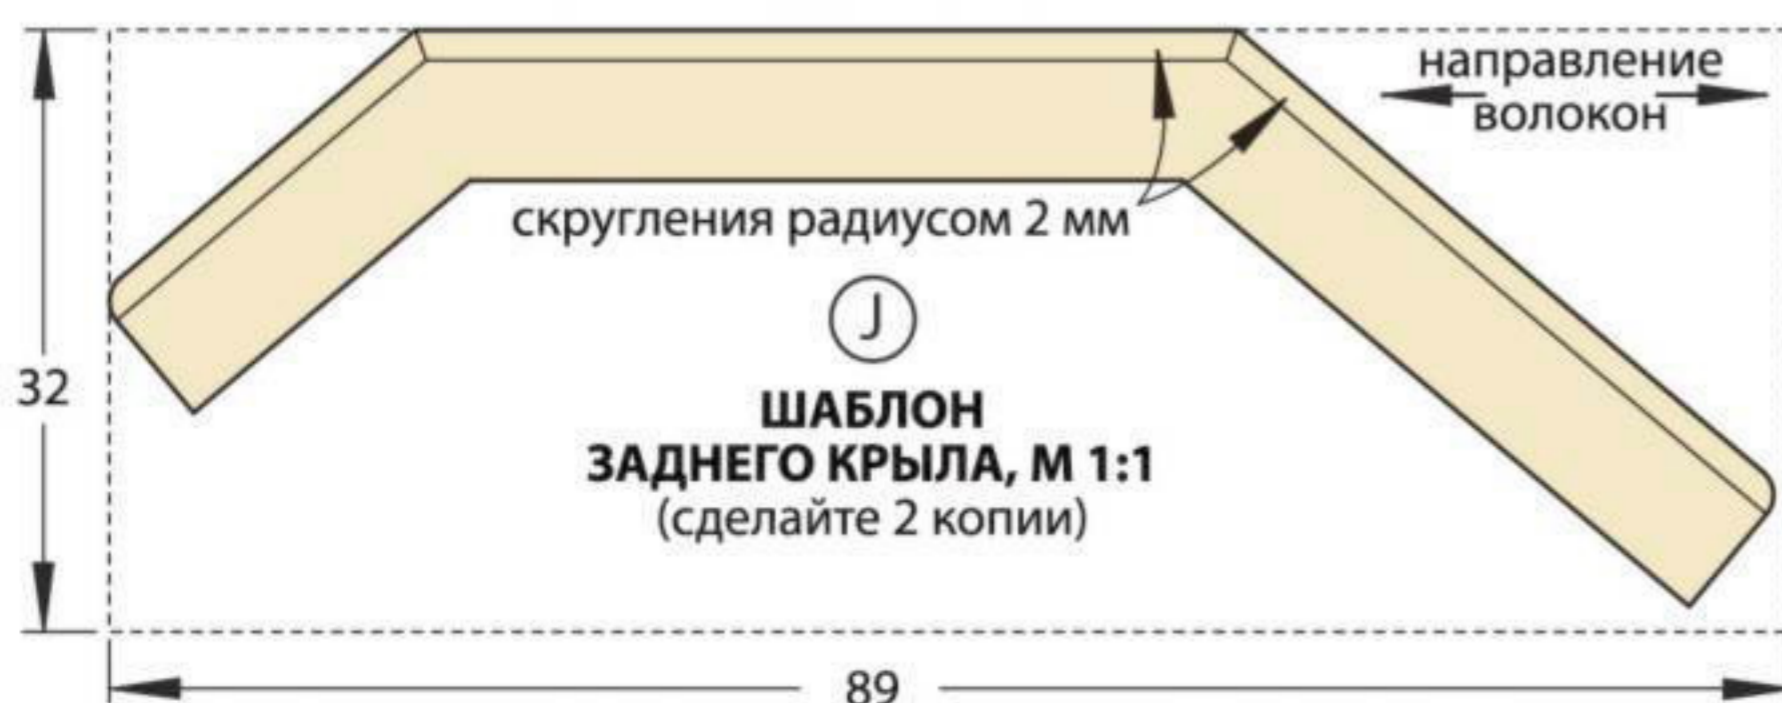 направление
волокон
скругления радиусом 2 мм
J
32
ШАБЛОН
ЗАДНЕГО КРЫЛА, М 1:1
(сделайте 2 копии)
89